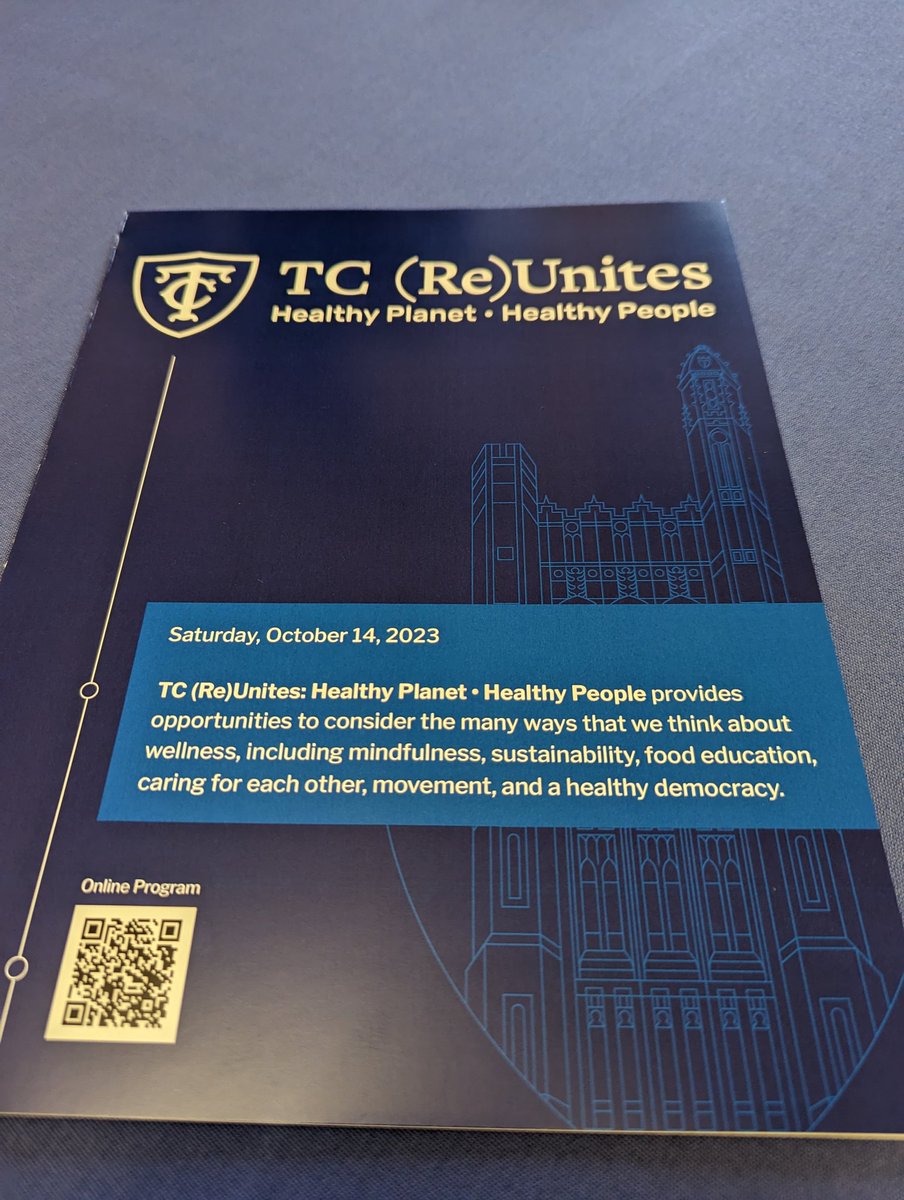 TC
TC (Re)Unites
Healthy Planet • Healthy People
Saturday, October 14, 2023
TC (Re)Unites: Healthy Planet • Healthy People provides
opportunities to consider the many ways that we think about
wellness, including mindfulness, sustainability, food education,
caring for each other, movement, and a healthy democracy.
Online Program